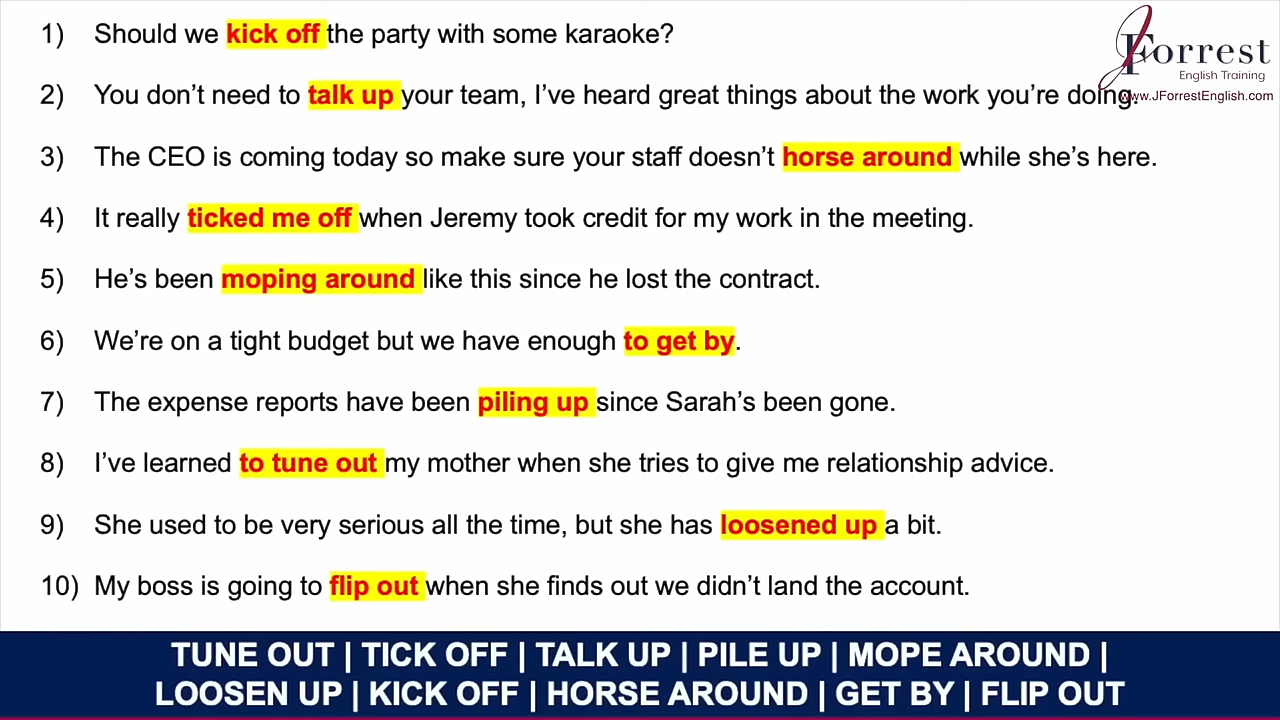 1) Should we kick off the party with some karaoke?
JForrest
English Training
www.JForrestEnglish.com
2) You don’t need to talk up your team, I’ve heard great things about the work you’re doing.
3) The CEO is coming today so make sure your staff doesn’t horse around while she’s here.
4) It really ticked me off when Jeremy took credit for my work in the meeting.
5) He’s been moping around like this since he lost the contract.
6) We’re on a tight budget but we have enough to get by.
7) The expense reports have been piling up since Sarah’s been gone.
8) I’ve learned to tune out my mother when she tries to give me relationship advice.
9) She used to be very serious all the time, but she has loosened up a bit.
10) My boss is going to flip out when she finds out we didn’t land the account.
TUNE OUT | TICK OFF | TALK UP | PILE UP | MOPE AROUND |
LOOSEN UP | KICK OFF | HORSE AROUND | GET BY | FLIP OUT